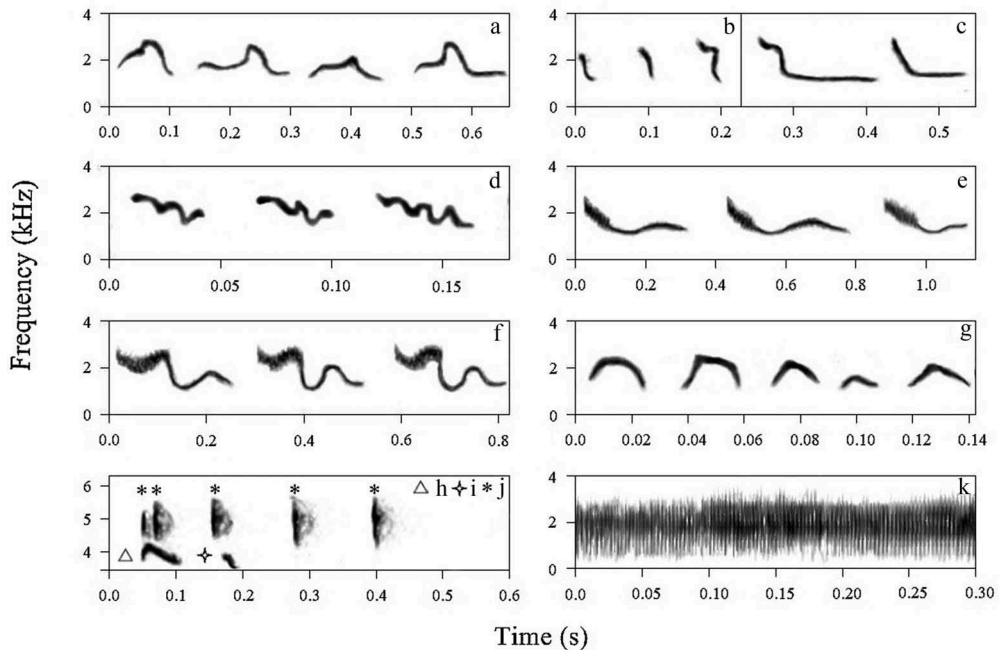 4 a 4 b c
2 2
0 0
0.0 0.1 0.2 0.3 0.4 0.5 0.6 0.0 0.1 0.2 0.3 0.4 0.5
4 d 4 e
2 2
0 0
0.0 0.05 0.10 0.15 0.0 0.2 0.4 0.6 0.8 1.0
Frequency (kHz)
4 f 4 g
2 2
0 0
0.0 0.2 0.4 0.6 0.8 0.0 0.02 0.04 0.06 0.08 0.10 0.12 0.14
6 * * * * * △ h ✧ i * j 4 k
5 2
4 △ ✧ 0
0.0 0.1 0.2 0.3 0.4 0.5 0.6 0.0 0.05 0.10 0.15 0.20 0.25 0.30
Time (s)